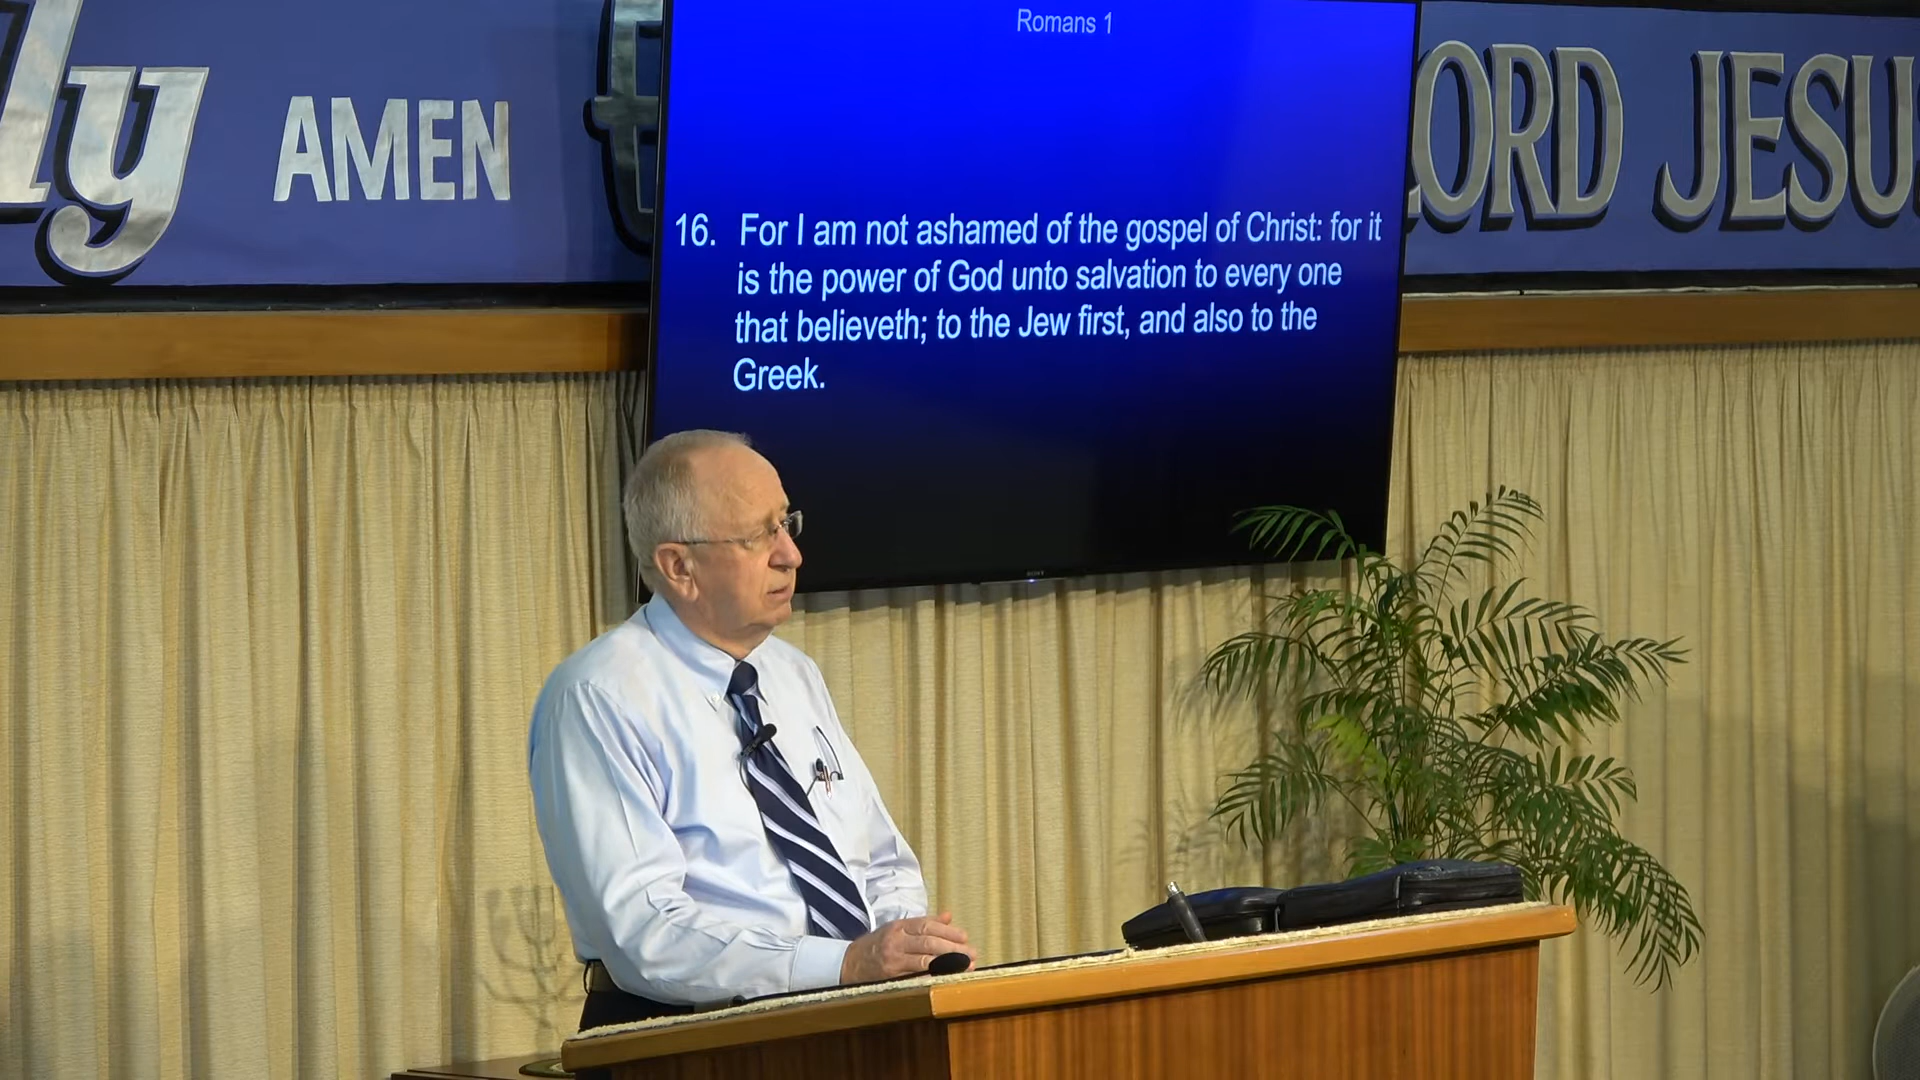 ly AMEN
ORD JESU
Romans 1
16. For I am not ashamed of the gospel of Christ: for it
is the power of God unto salvation to every one
that believeth; to the Jew first, and also to the
Greek.
SONY